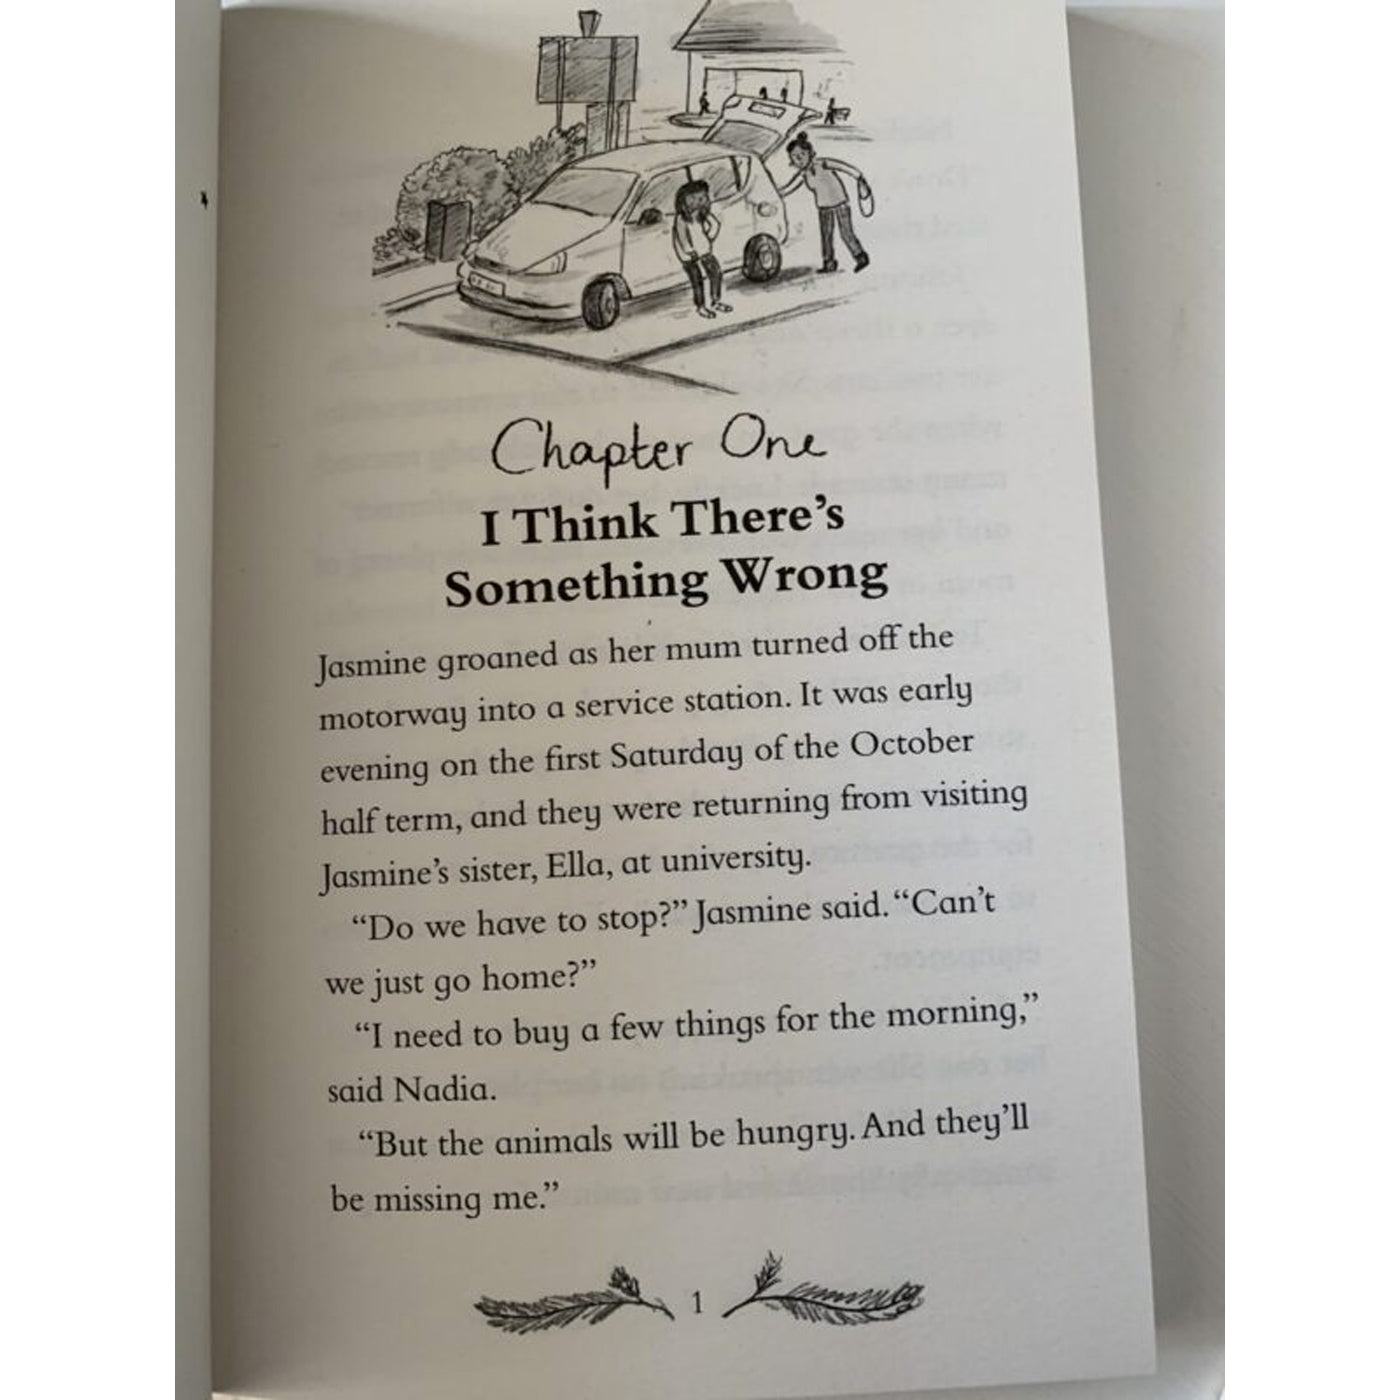 Chapter One
I Think There's
Something Wrong
Jasmine groaned as her mum turned off the
motorway into a service station. It was early
evening on the first Saturday of the October
half term, and they were returning from visiting
Jasmine's sister, Ella, at university.
“Do we have to stop?” Jasmine said. “Can't
we just go home?”
“I need to buy a few things for the morning,”
said Nadia.
“But the animals will be hungry. And they'll
be missing me.”
1